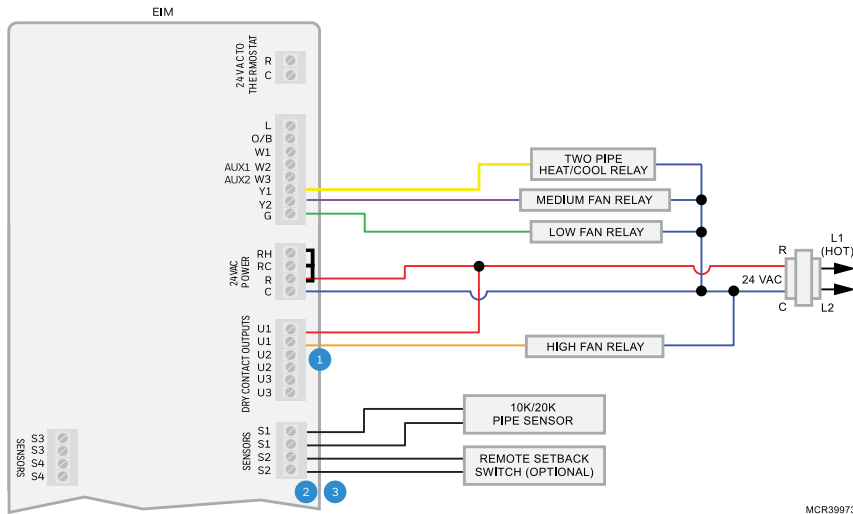 EIM
24VAC TO
THERMOSTAT
R
C
L
O/B
W1
AUX1 W2
AUX2 W3
Y1
Y2
G
TWO PIPE
HEAT/COOL RELAY
MEDIUM FAN RELAY
LOW FAN RELAY
24VAC
POWER
RH
RC
R
C
R
L1
(HOT)
24 VAC
C
L2
DRY CONTACT OUTPUTS
U1
U1
U2
U2
U3
U3
1
HIGH FAN RELAY
SENSORS
S1
S1
S2
S2
10K/20K
PIPE SENSOR
REMOTE SETBACK
SWITCH (OPTIONAL)
SENSORS
S3
S3
S4
S4
2
3
MCR39973